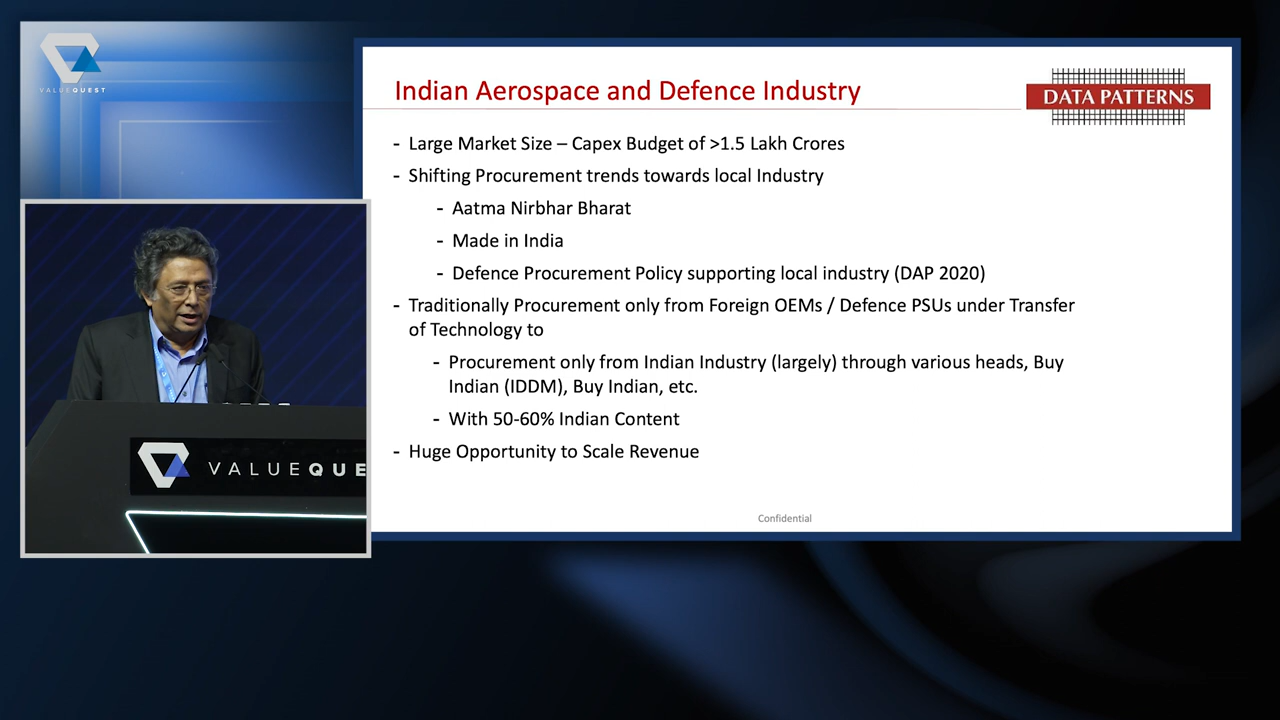 VALUEQUEST
Indian Aerospace and Defence Industry
DATA PATTERNS
- Large Market Size – Capex Budget of >1.5 Lakh Crores
- Shifting Procurement trends towards local Industry
- Aatma Nirbhar Bharat
- Made in India
- Defence Procurement Policy supporting local industry (DAP 2020)
- Traditionally Procurement only from Foreign OEMs / Defence PSUs under Transfer
of Technology to
- Procurement only from Indian Industry (largely) through various heads, Buy
Indian (IDDM), Buy Indian, etc.
- With 50-60% Indian Content
- Huge Opportunity to Scale Revenue
Confidential
VALUEQUE